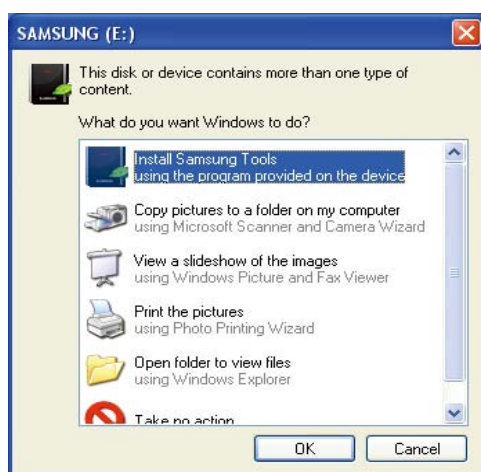 SAMSUNG (E:)
This disk or device contains more than one type of
content.
What do you want Windows to do?
Install Samsung Tools
using the program provided on the device
Copy pictures to a folder on my computer
using Microsoft Scanner and Camera Wizard
View a slideshow of the images
using Windows Picture and Fax Viewer
Print the pictures
using Photo Printing Wizard
Open folder to view files
using Windows Explorer
Take no action
OK
Cancel